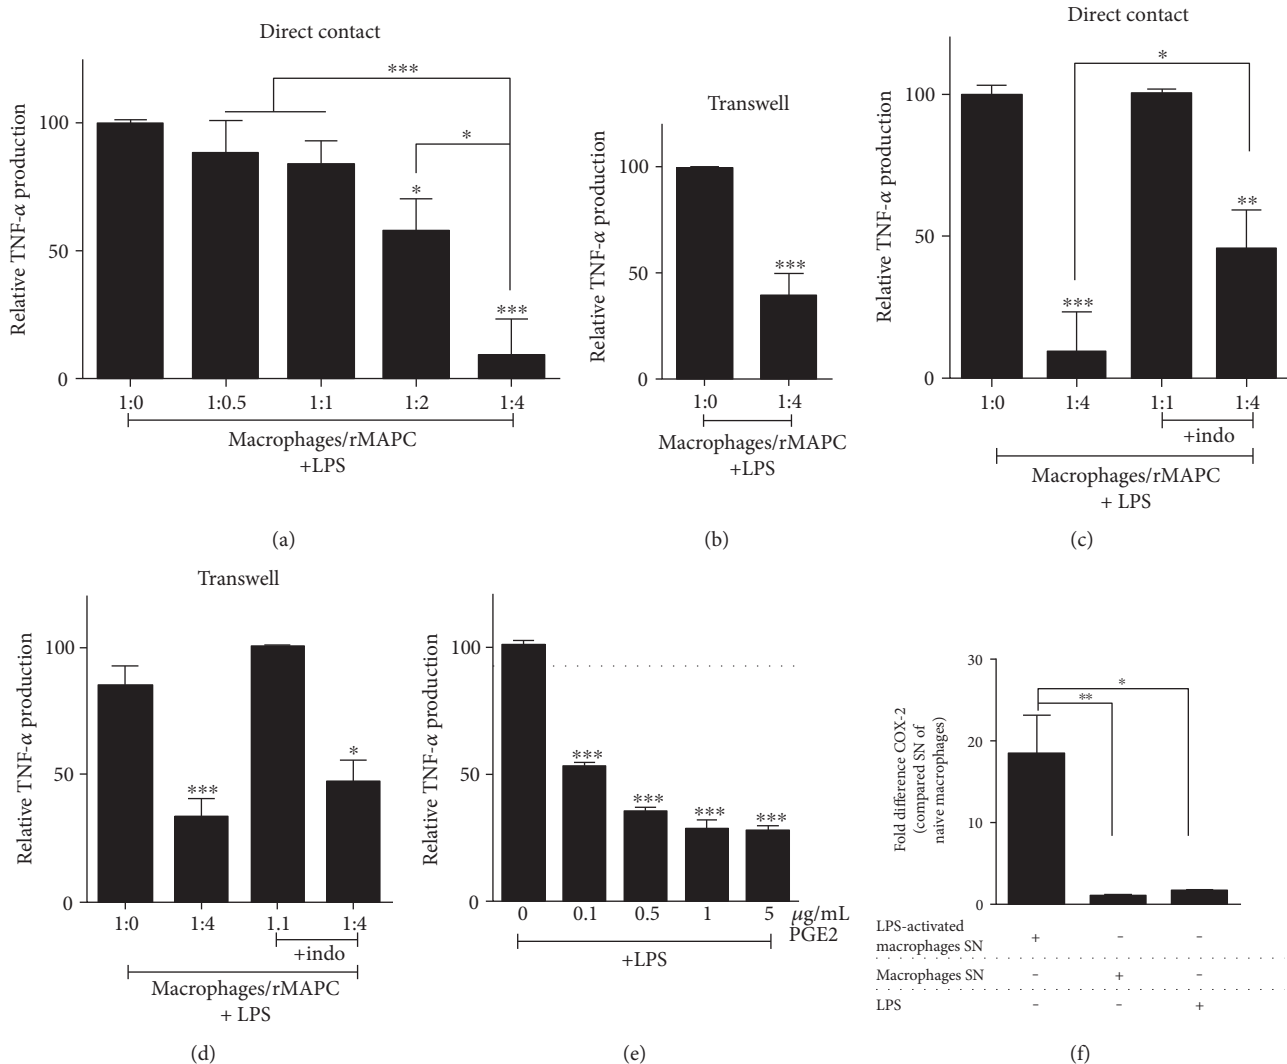 Direct contact
Relative TNF-α production
100
50
0
***
*
*
***
1:0 1:0.5 1:1 1:2 1:4
Macrophages/rMAPC
+LPS
(a)
Transwell
Relative TNF-α production
100
50
0
***
1:0 1:4
Macrophages/rMAPC
+LPS
(b)
Direct contact
Relative TNF-α production
100
50
0
*
***
**
1:0 1:4 1:1 1:4
+indo
Macrophages/rMAPC
+ LPS
(c)
Transwell
Relative TNF-α production
100
50
0
***
*
1:0 1:4 1:1 1:4
+indo
Macrophages/rMAPC
+ LPS
(d)
Relative TNF-α production
100
50
0
***
***
***
***
0 0.1 0.5 1 5 μg/mL
PGE2
+LPS
(e)
Fold difference COX-2
(compared SN of
naive macrophages)
30
20
10
0
*
**
LPS-activated
macrophages SN + – –
Macrophages SN – + –
LPS – – +
(f)